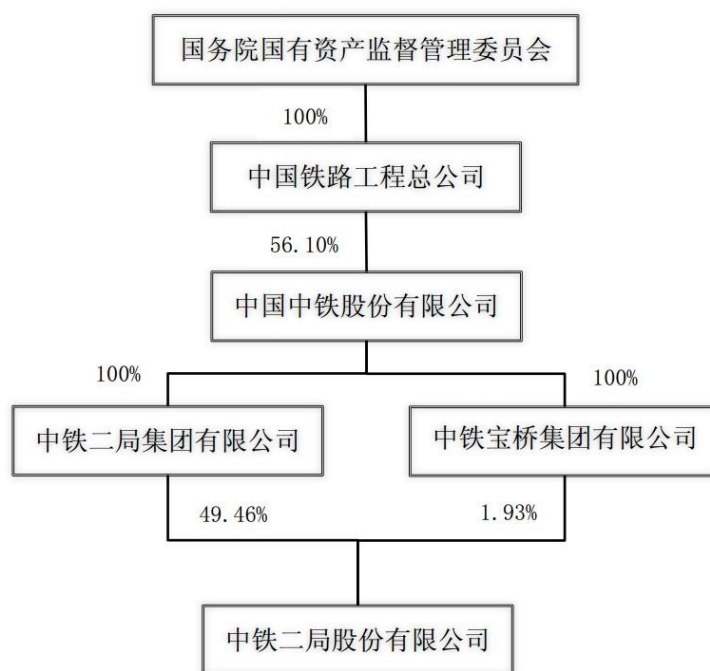 国务院国有资产监督管理委员会
100%
中国铁路工程总公司
56.10%
中国中铁股份有限公司
100%
100%
中铁二局集团有限公司
中铁宝桥集团有限公司
49.46%
1.93%
中铁二局股份有限公司